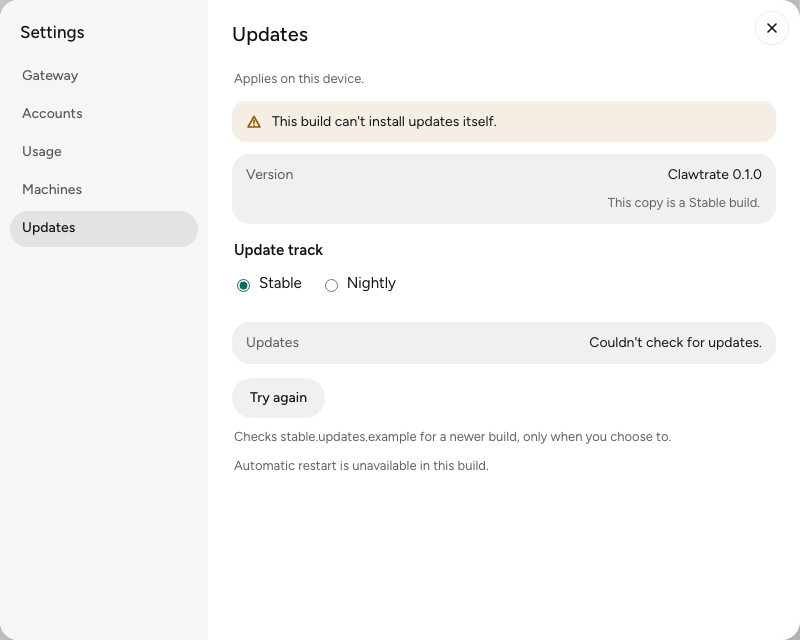 Settings
Gateway
Accounts
Usage
Machines
Updates
Updates
Applies on this device.
This build can't install updates itself.
Version
Clawtrate 0.1.0
This copy is a Stable build.
Update track
Stable
Nightly
Updates
Couldn't check for updates.
Try again
Checks stable.updates.example for a newer build, only when you choose to.
Automatic restart is unavailable in this build.